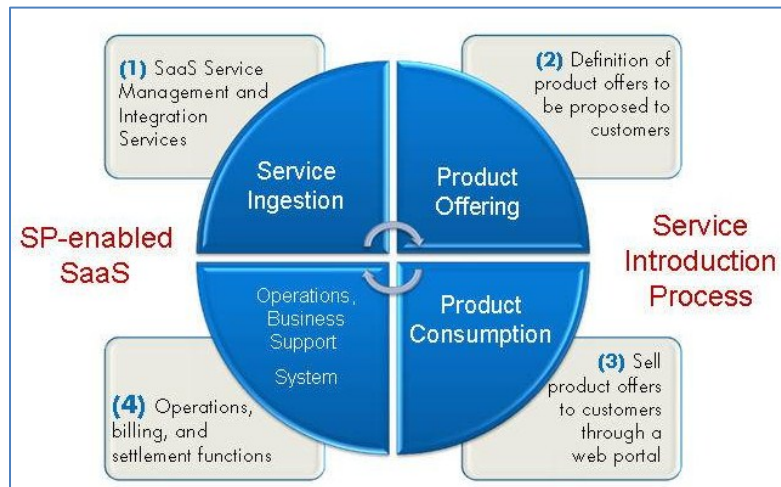 (1) SaaS Service
Management and
Integration
Services
(2) Definition of
product offers to
be proposed to
customers
Service
Ingestion
Product
Offering
SP-enabled
SaaS
Service
Introduction
Process
Operations,
Business
Support
System
Product
Consumption
(4) Operations,
billing, and
settlement functions
(3) Sell
product offers
to customers
through a
web portal